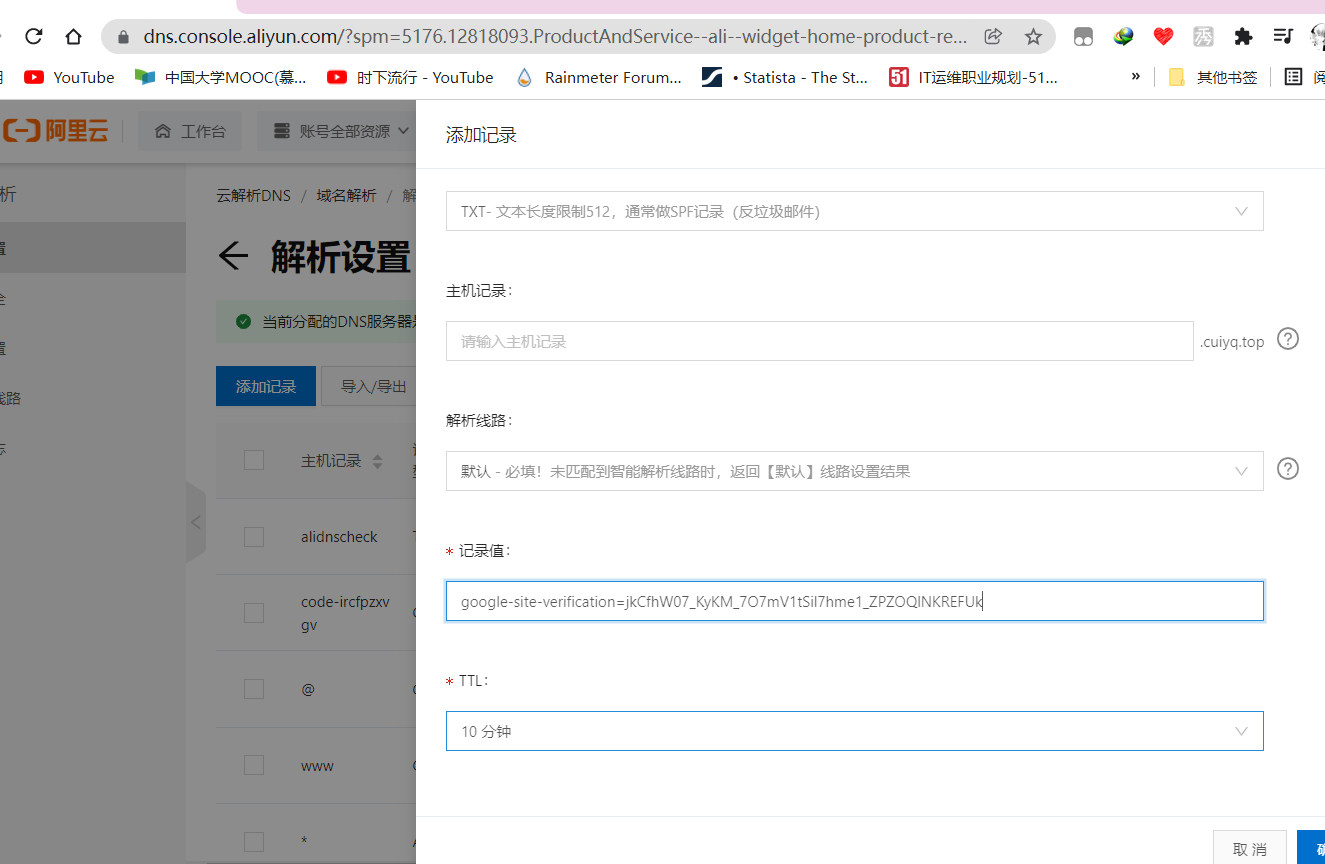 dns.console.aliyun.com/?spm=5176.12818093.ProductAndService--ali--widget-home-product-re...
YouTube 中国大学MOOC(慕... 时下流行 - YouTube Rainmeter Forum... • Statista - The St... IT运维职业规划-51... » 其他书签
阿里云 工作台 账号全部资源
添加记录
TXT- 文本长度限制512，通常做SPF记录（反垃圾邮件）
析
云解析DNS / 域名解析 / 解
置
解析设置
主机记录：
全
当前分配的DNS服务器
请输入主机记录 .cuiyq.top ?
置
添加记录 导入/导出
线路
解析线路：
志
主机记录
默认 - 必填！未匹配到智能解析线路时，返回【默认】线路设置结果 ?
alidnscheck
* 记录值：
code-ircfpzxv
gv
google-site-verification=jkCfhW07_KyKM_7O7mV1tSiI7hme1_ZPZOQINKREFUk
@
* TTL：
10 分钟
www
*
取 消